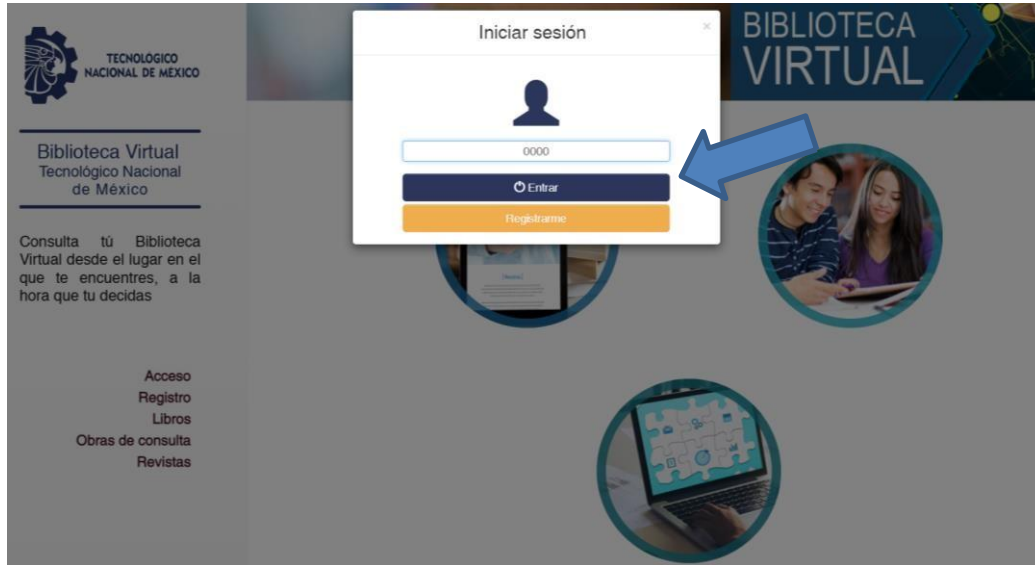 TECNOLÓGICO
NACIONAL DE MÉXICO
Biblioteca Virtual
Tecnológico Nacional
de México
Consulta tú Biblioteca
Virtual desde el lugar en el
que te encuentres, a la
hora que tu decidas
Acceso
Registro
Libros
Obras de consulta
Revistas
Iniciar sesión
×
0000
Entrar
Registrarme
BIBLIOTECA
VIRTUAL